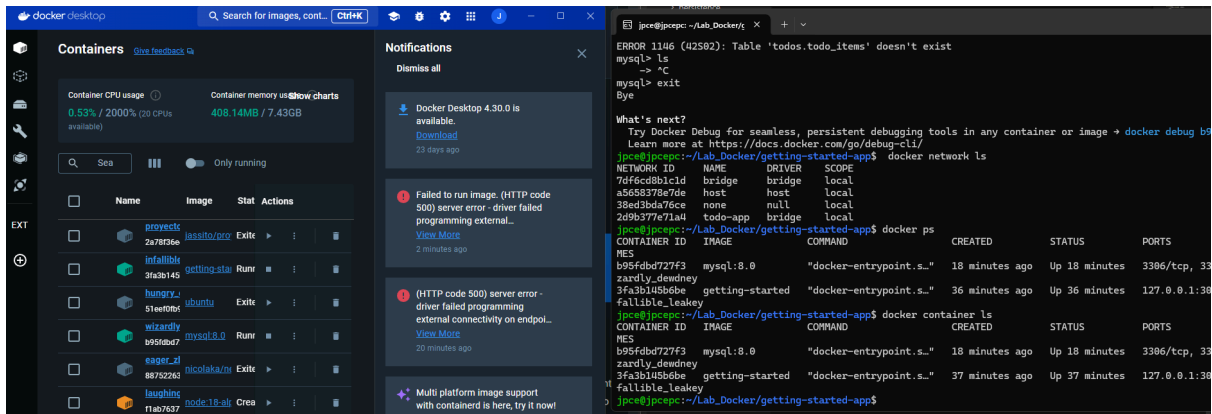 docker desktop
Search for images, cont... Ctrl+K
J
Containers Give feedback
Container CPU usage
0.53% / 2000% (20 CPUs
available)
Container memory usage
408.14MB / 7.43GB
Show charts
Sea
Only running
Name Image Stat Actions
proyecto
2a78f36e
jassito/pro Exite
infallible
3fa3b145
getting-sta Runr
hungry_
51eef0fb
ubuntu Exite
wizardly
b95fdbd7
mysql:8.0 Runr
eager_zl
88752263
nicolaka/ne Exite
laughing
f1ab7637
node:18-alp Crea
EXT
Notifications
Dismiss all
Docker Desktop 4.30.0 is
available.
Download
23 days ago
Failed to run image. (HTTP code
500) server error - driver failed
programming external...
View More
2 minutes ago
(HTTP code 500) server error -
driver failed programming
external connectivity on endpoi...
View More
20 minutes ago
Multi platform image support
with containerd is here, try it now!
jpce@jpcepc: ~/Lab_Docker/g
ERROR 1146 (42S02): Table 'todos.todo_items' doesn't exist
mysql> ls
-> ^C
mysql> exit
Bye
What's next?
Try Docker Debug for seamless, persistent debugging tools in any container or image → docker debug b9
Learn more at https://docs.docker.com/go/debug-cli/
jpce@jpcepc:~/Lab_Docker/getting-started-app$ docker network ls
NETWORK ID NAME DRIVER SCOPE
7df6cd8b1c1d bridge bridge local
a5658378e7de host host local
38ed3bda76ce none null local
2d9b377e71a4 todo-app bridge local
jpce@jpcepc:~/Lab_Docker/getting-started-app$ docker ps
CONTAINER ID IMAGE COMMAND CREATED STATUS PORTS
MES
b95fdbd727f3 mysql:8.0 "docker-entrypoint.s…" 18 minutes ago Up 18 minutes 3306/tcp, 33
zardly_dewdney
3fa3b145b6be getting-started "docker-entrypoint.s…" 36 minutes ago Up 36 minutes 127.0.0.1:30
fallible_leakey
jpce@jpcepc:~/Lab_Docker/getting-started-app$ docker container ls
CONTAINER ID IMAGE COMMAND CREATED STATUS PORTS
MES
b95fdbd727f3 mysql:8.0 "docker-entrypoint.s…" 18 minutes ago Up 18 minutes 3306/tcp, 33
zardly_dewdney
3fa3b145b6be getting-started "docker-entrypoint.s…" 37 minutes ago Up 37 minutes 127.0.0.1:30
fallible_leakey
jpce@jpcepc:~/Lab_Docker/getting-started-app$